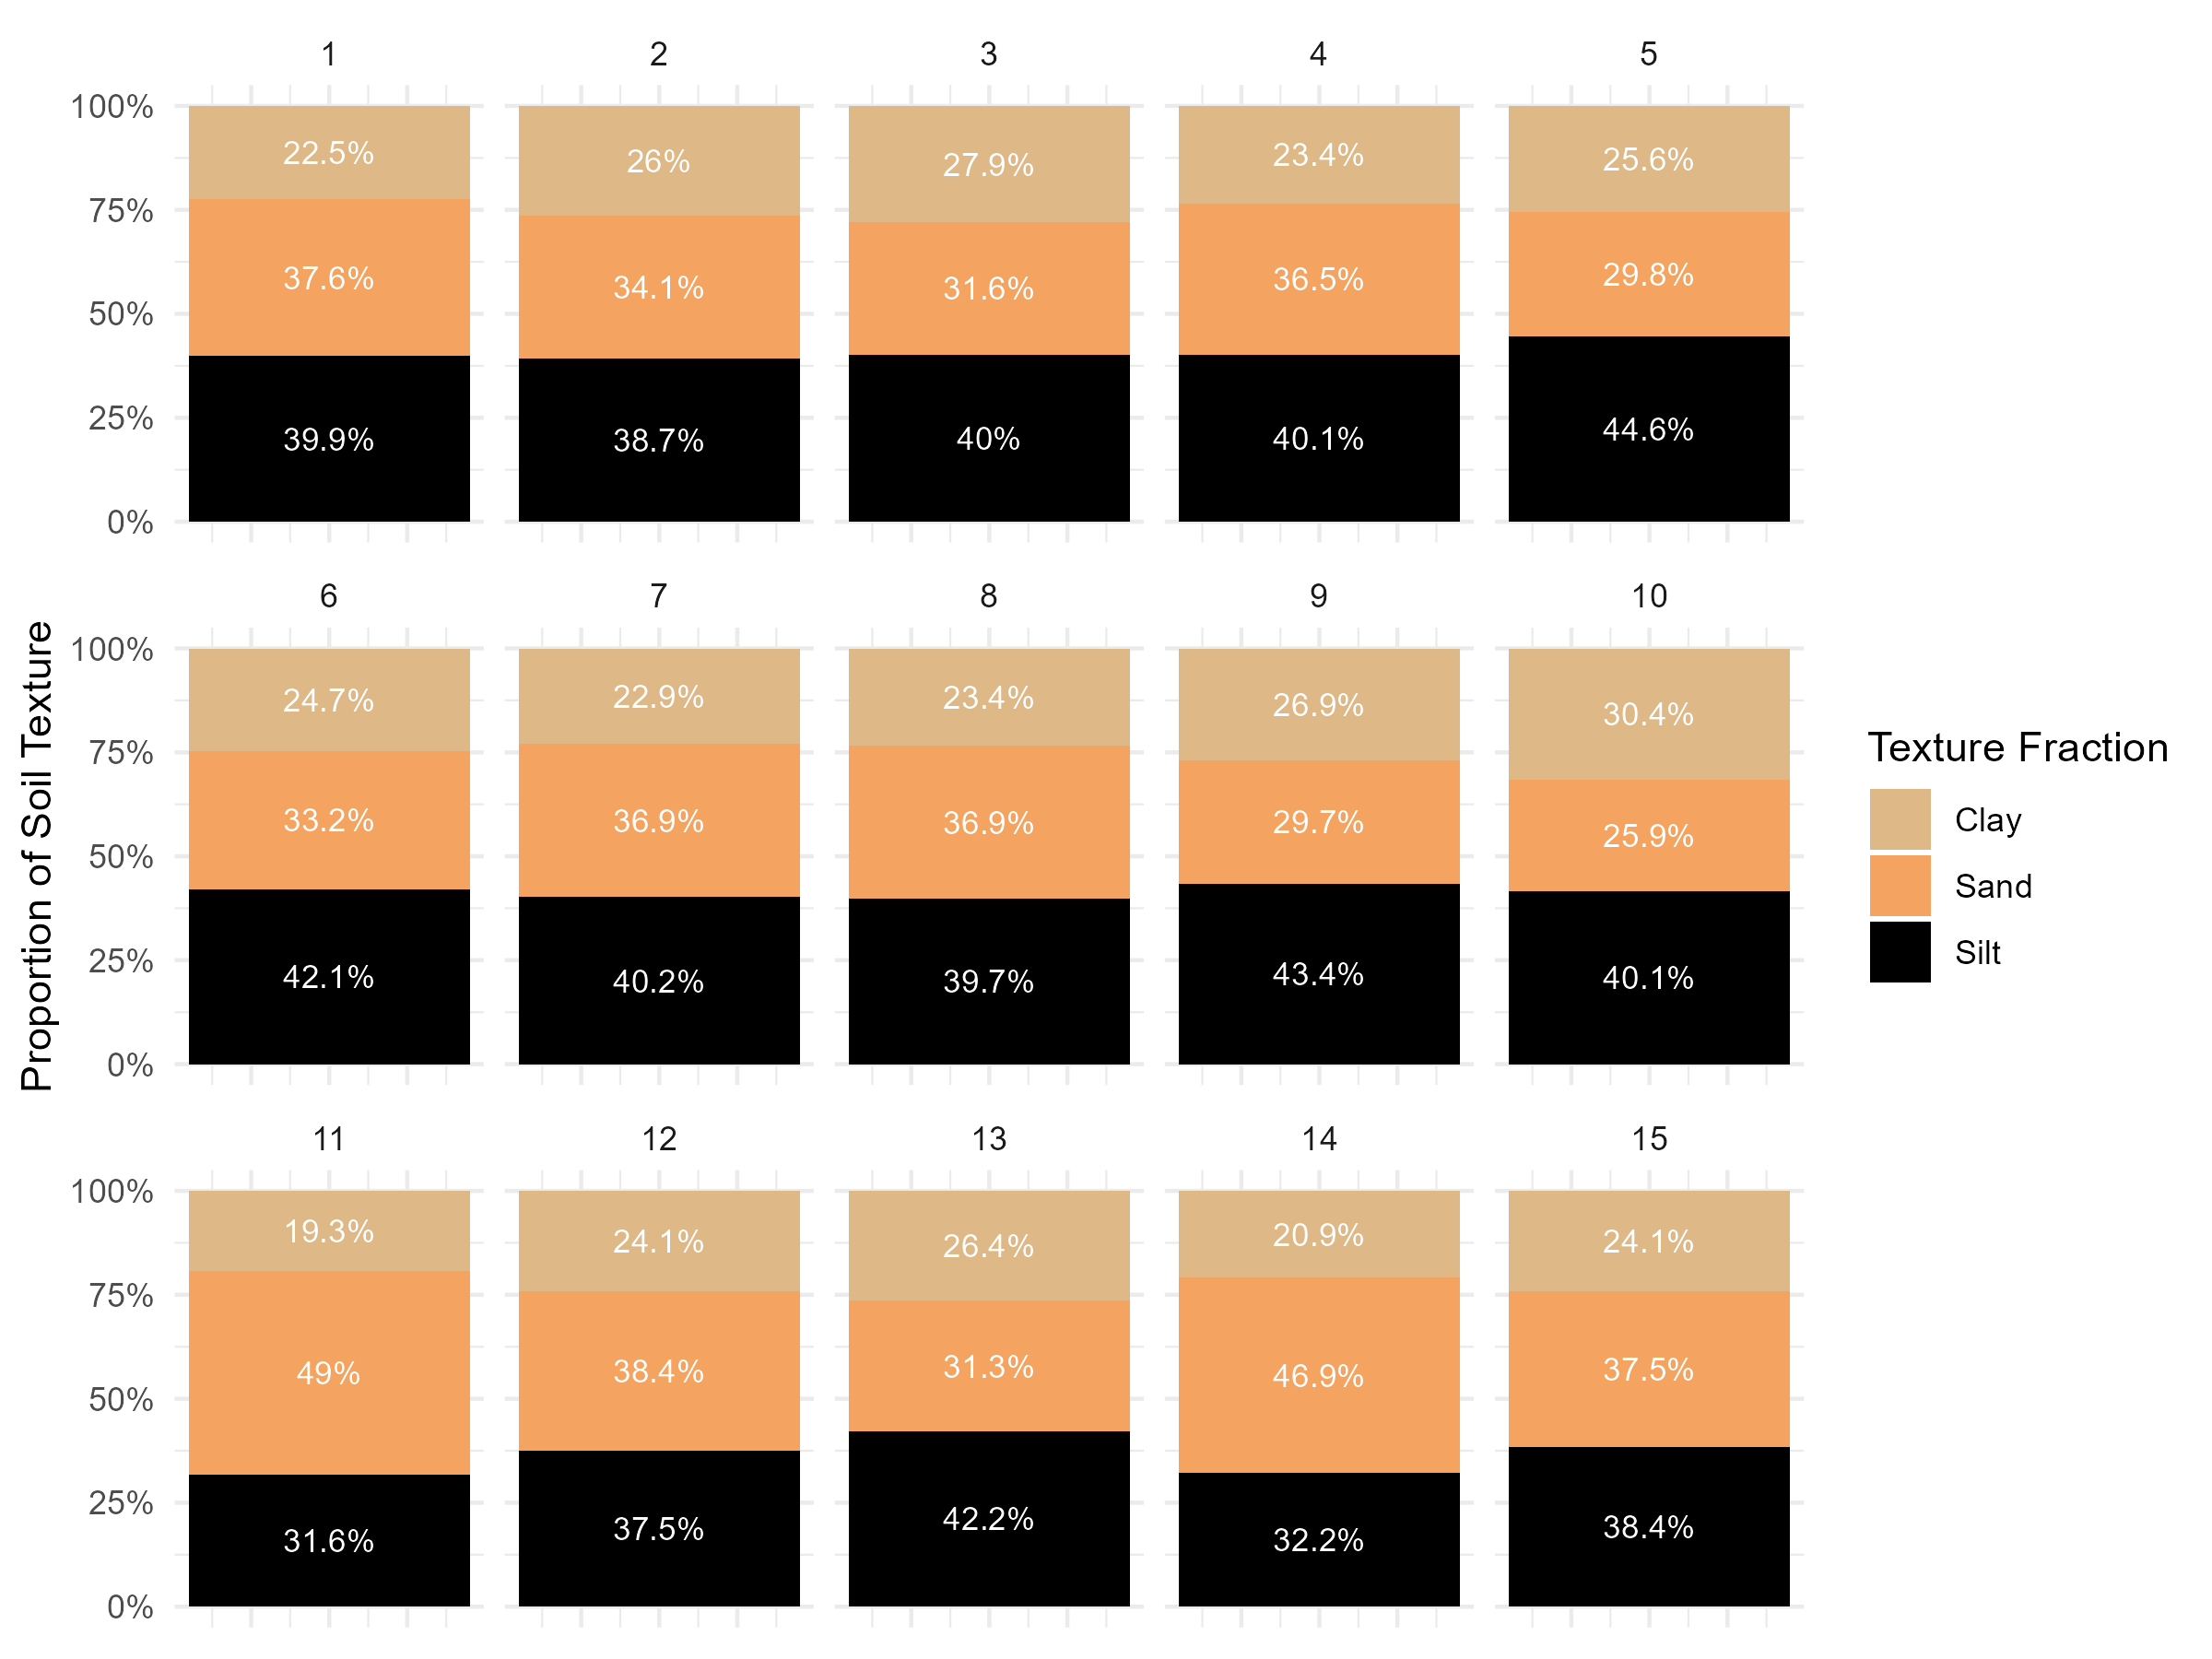 1 2 3 4 5
100%
22.5% 26% 27.9% 23.4% 25.6%
75%
37.6% 34.1% 31.6% 36.5% 29.8%
50%
25%
39.9% 38.7% 40% 40.1% 44.6%
0%
6 7 8 9 10
Proportion of Soil Texture
100%
24.7% 22.9% 23.4% 26.9% 30.4%
75%
33.2% 36.9% 36.9% 29.7% 25.9%
50%
25%
42.1% 40.2% 39.7% 43.4% 40.1%
0%
Texture Fraction
Clay
Sand
Silt
11 12 13 14 15
100%
19.3% 24.1% 26.4% 20.9% 24.1%
75%
49% 38.4% 31.3% 46.9% 37.5%
50%
25%
31.6% 37.5% 42.2% 32.2% 38.4%
0%